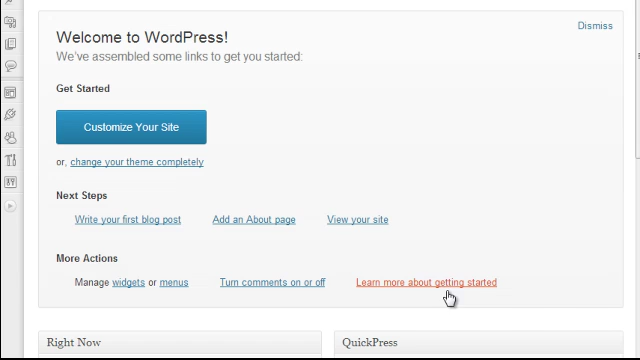 Dismiss
Welcome to WordPress!
We've assembled some links to get you started:
Get Started
Customize Your Site
or, change your theme completely
Next Steps
Write your first blog post Add an About page View your site
More Actions
Manage widgets or menus Turn comments on or off Learn more about getting started
Right Now QuickPress